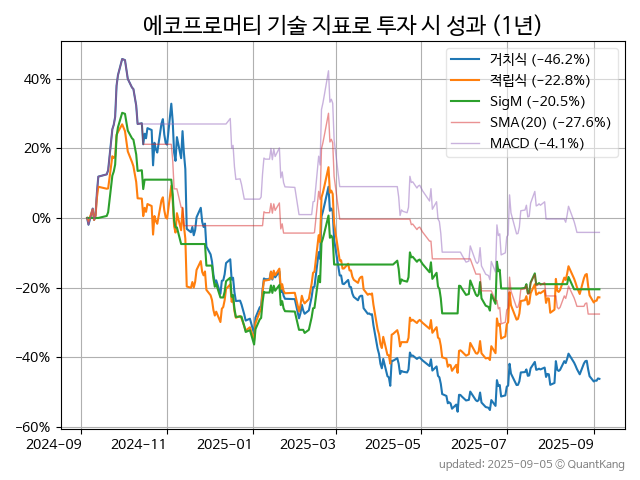 에코프로머티 기술 지표로 투자 시 성과 (1년)
거치식 (−46.2%)
적립식 (−22.8%)
SigM (−20.5%)
SMA(20) (−27.6%)
MACD (−4.1%)
40%
20%
0%
−20%
−40%
−60%
2024−09
2024−11
2025−01
2025−03
2025−05
2025−07
2025−09
updated: 2025−09−05 © QuantKang